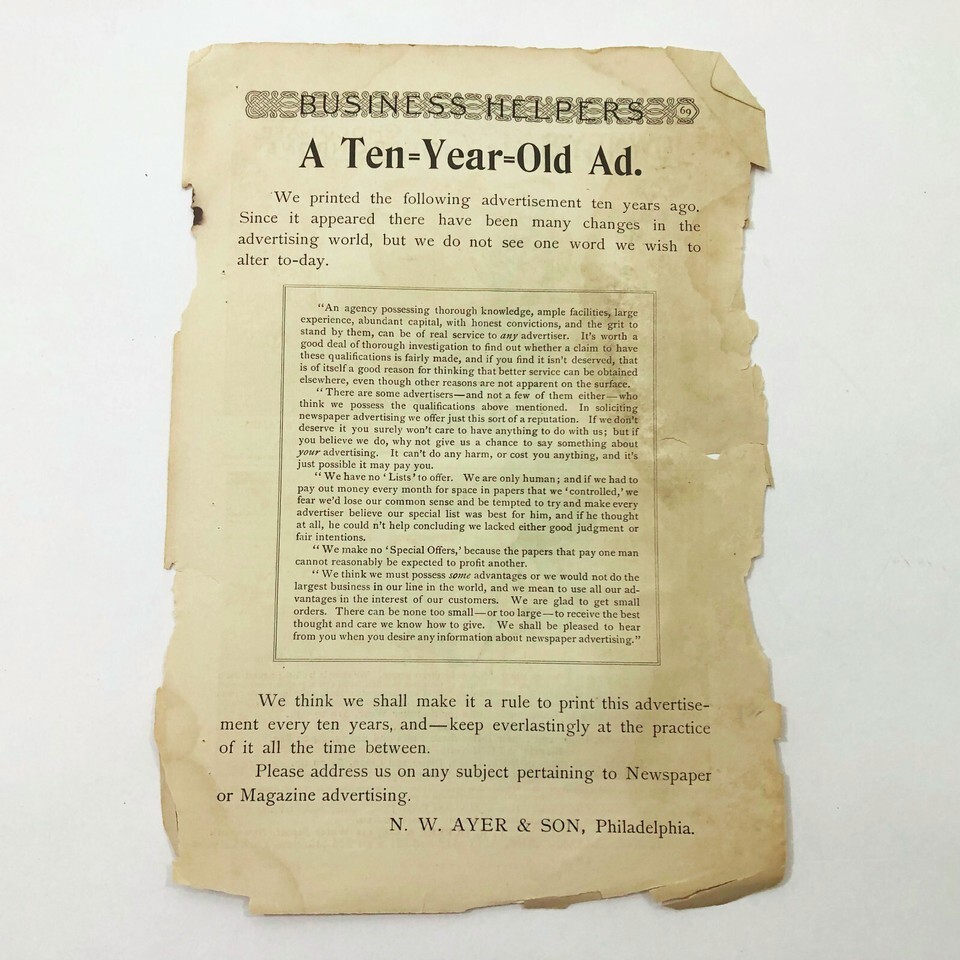 BUSINESS HELPERS 69
A Ten=Year=Old Ad.
We printed the following advertisement ten years ago.
Since it appeared there have been many changes in the
advertising world, but we do not see one word we wish to
alter to-day.
"An agency possessing thorough knowledge, ample facilities, large
experience, abundant capital, with honest convictions, and the grit to
stand by them, can be of real service to any advertiser. It's worth a
good deal of thorough investigation to find out whether a claim to have
these qualifications is fairly made, and if you find it isn't deserved, that
is of itself a good reason for thinking that better service can be obtained
elsewhere, even though other reasons are not apparent on the surface.
"There are some advertisers—and not a few of them either—who
think we possess the qualifications above mentioned. In soliciting
newspaper advertising we offer just this sort of a reputation. If we don't
deserve it you surely won't care to have anything to do with us; but if
you believe we do, why not give us a chance to say something about
your advertising. It can't do any harm, or cost you anything, and it's
just possible it may pay you.
"We have no 'Lists' to offer. We are only human; and if we had to
pay out money every month for space in papers that we 'controlled,' we
fear we'd lose our common sense and be tempted to try and make every
advertiser believe our special list was best for him, and if he thought
at all, he could n't help concluding we lacked either good judgment or
fair intentions.
"We make no 'Special Offers,' because the papers that pay one man
cannot reasonably be expected to profit another.
"We think we must possess some advantages or we would not do the
largest business in our line in the world, and we mean to use all our ad-
vantages in the interest of our customers. We are glad to get small
orders. There can be none too small—or too large—to receive the best
thought and care we know how to give. We shall be pleased to hear
from you when you desire any information about newspaper advertising."
We think we shall make it a rule to print this advertise-
ment every ten years, and—keep everlastingly at the practice
of it all the time between.
Please address us on any subject pertaining to Newspaper
or Magazine advertising.
N. W. AYER & SON, Philadelphia.